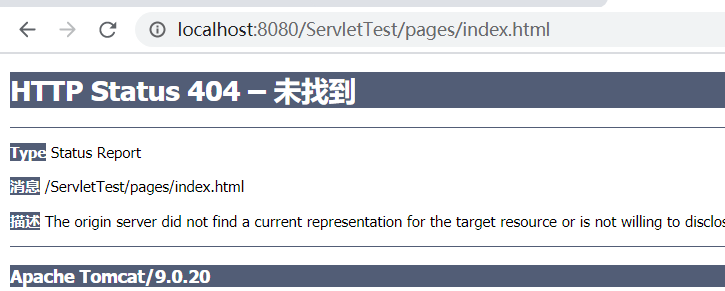 localhost:8080/ServletTest/pages/index.html
HTTP Status 404 – 未找到
Type Status Report
消息 /ServletTest/pages/index.html
描述 The origin server did not find a current representation for the target resource or is not willing to disclos
Apache Tomcat/9.0.20